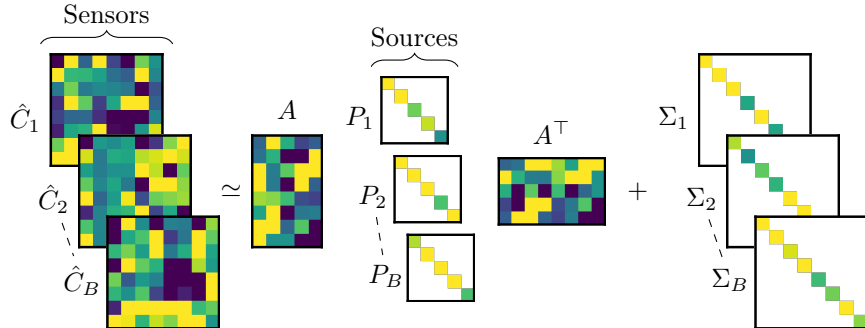 Sensors
Sources
Ĉ₁
A
P₁
A⊤
Σ₁
Ĉ₂
≃
P₂
+
Σ₂
Ĉ_B
P_B
Σ_B